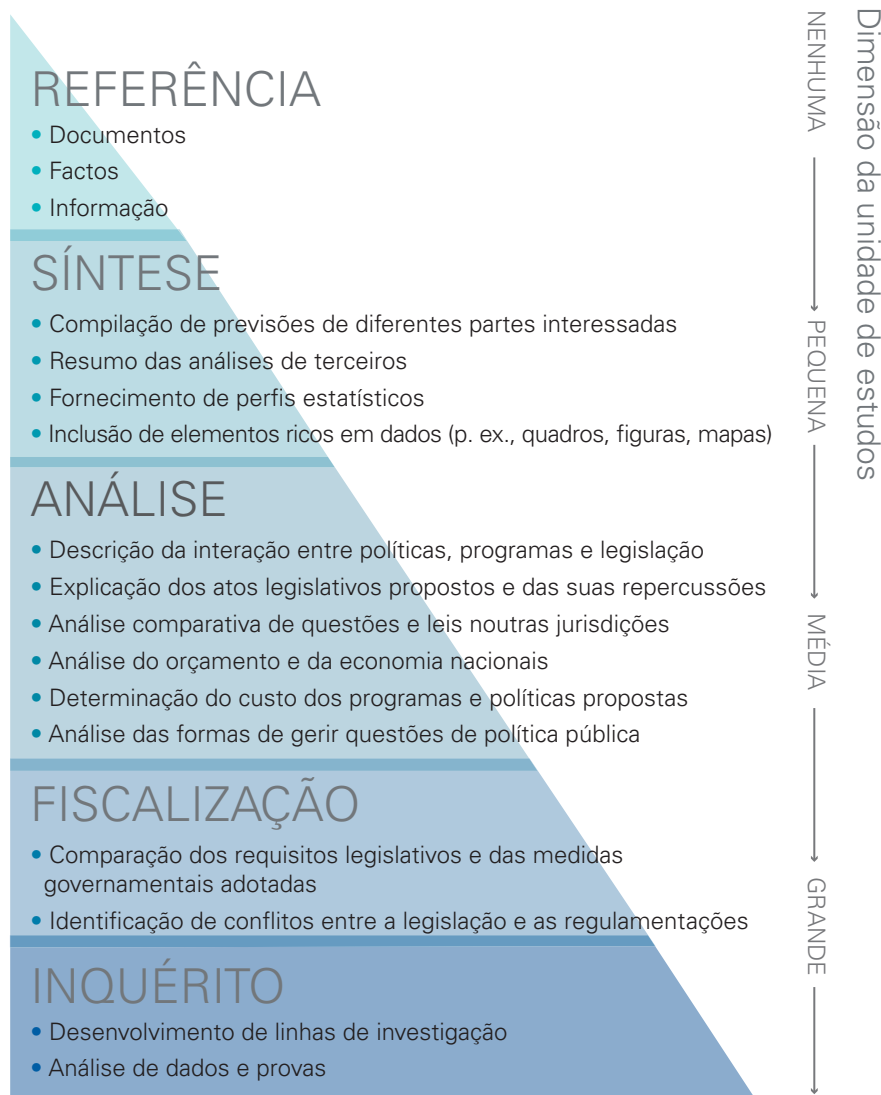 REFERÊNCIA
• Documentos
• Factos
• Informação
SÍNTESE
• Compilação de previsões de diferentes partes interessadas
• Resumo das análises de terceiros
• Fornecimento de perfis estatísticos
• Inclusão de elementos ricos em dados (p. ex., quadros, figuras, mapas)
ANÁLISE
• Descrição da interação entre políticas, programas e legislação
• Explicação dos atos legislativos propostos e das suas repercussões
• Análise comparativa de questões e leis noutras jurisdições
• Análise do orçamento e da economia nacionais
• Determinação do custo dos programas e políticas propostas
• Análise das formas de gerir questões de política pública
FISCALIZAÇÃO
• Comparação dos requisitos legislativos e das medidas
governamentais adotadas
• Identificação de conflitos entre a legislação e as regulamentações
INQUÉRITO
• Desenvolvimento de linhas de investigação
• Análise de dados e provas
Dimensão da unidade de estudos
NENHUMA
PEQUENA
MÉDIA
GRANDE